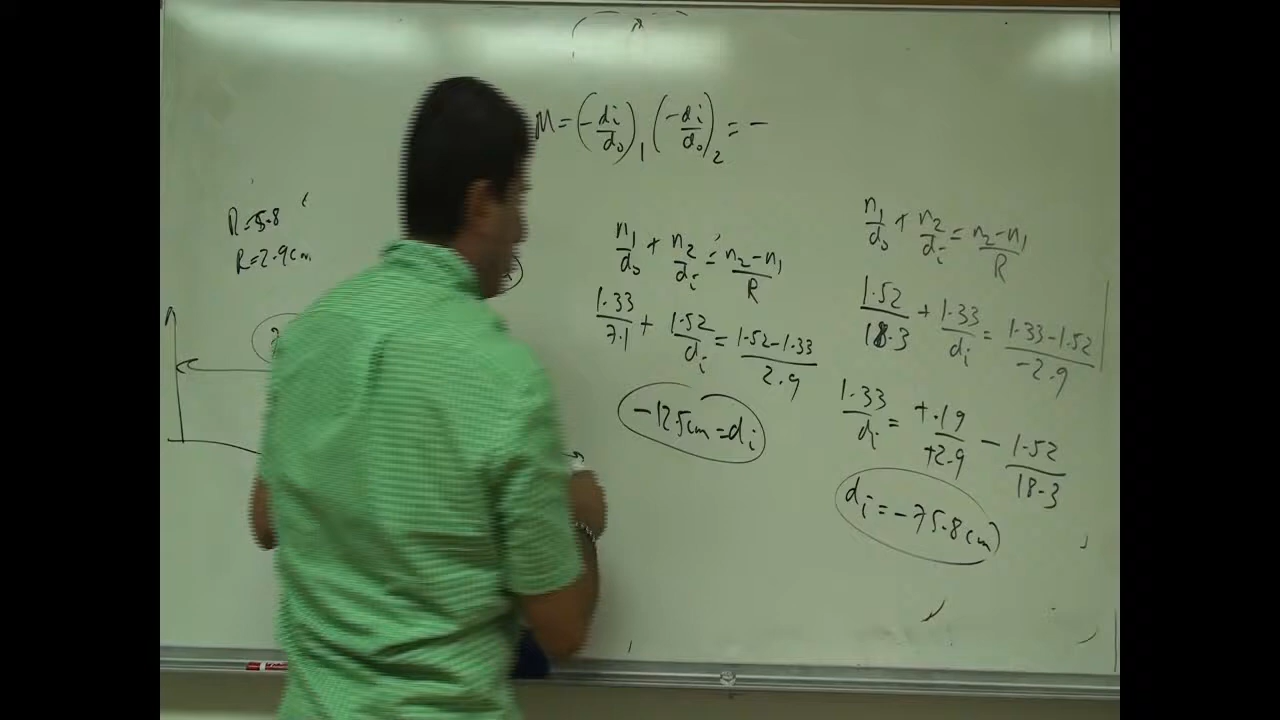 M = (-di/do)1 (-di/do)2 = -
R=5.8
R=2.9cm
n1/do + n2/di = n2-n1/R
1.33/7.1 + 1.52/di = 1.52-1.33/2.9
-12.5cm=di
n1/do + n2/di = n2-n1/R
1.52/18.3 + 1.33/di = 1.33-1.52/-2.9
1.33/di = +.19/+2.9 - 1.52/18.3
di=-75.8cm